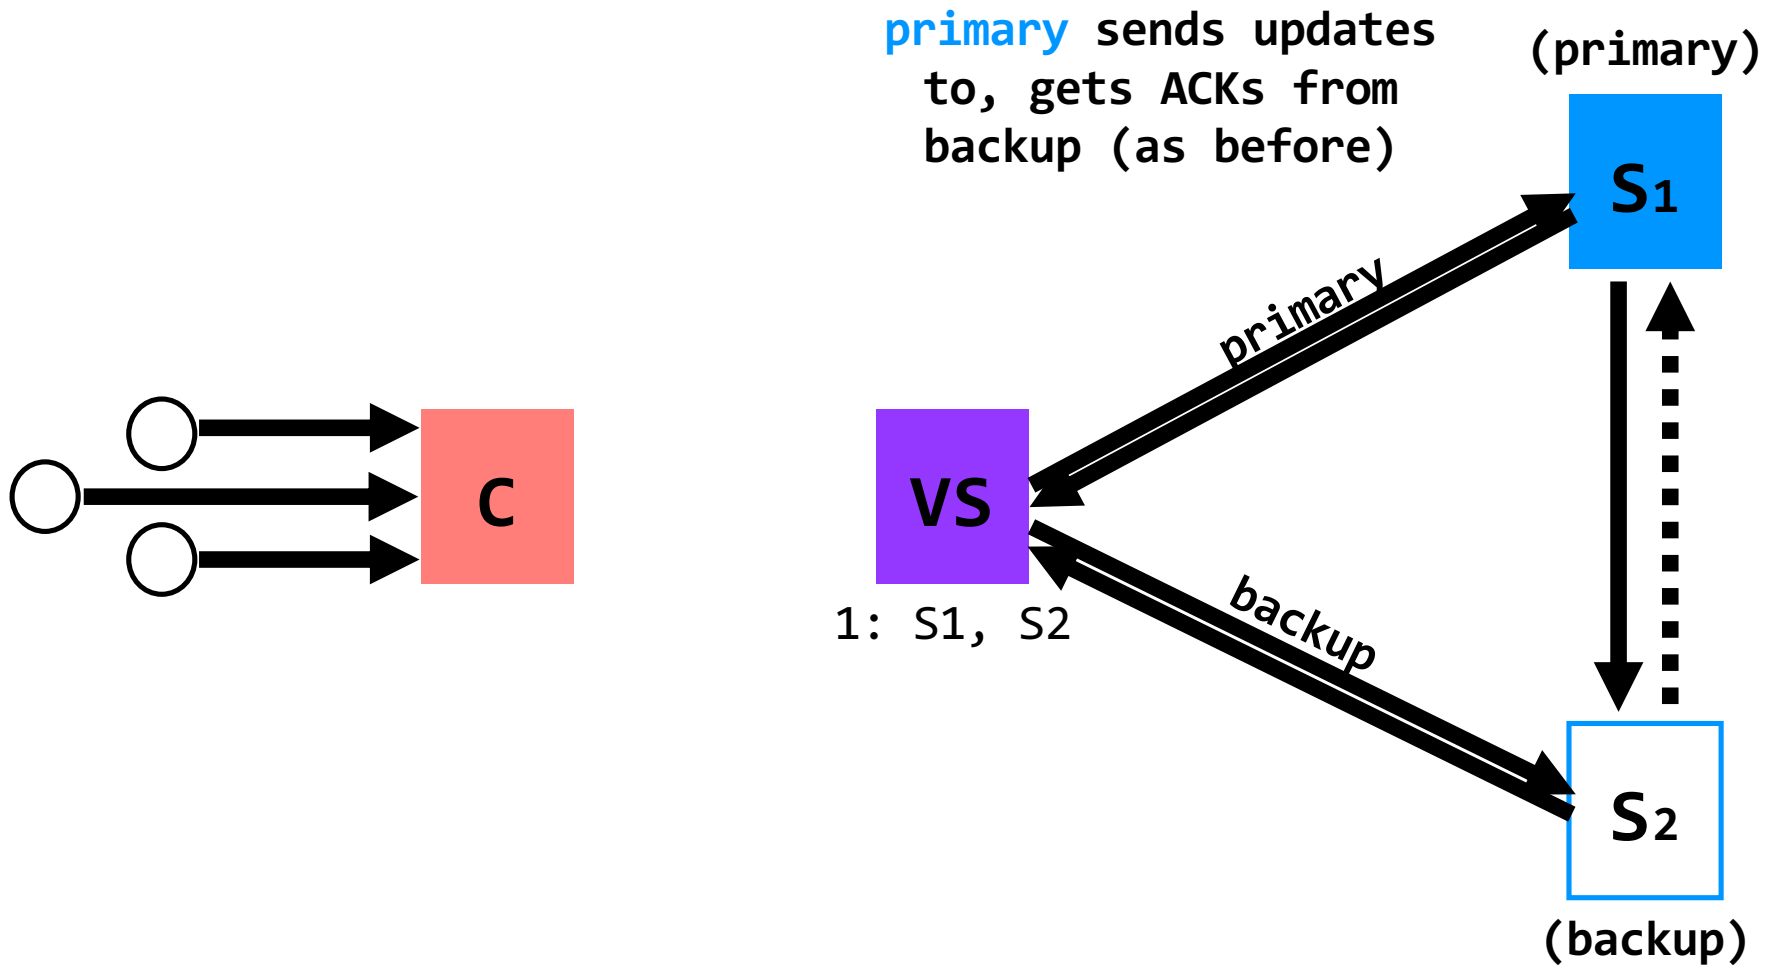 primary sends updates
to, gets ACKs from
backup (as before)
(primary)
S1
primary
C
VS
1: S1, S2
backup
S2
(backup)